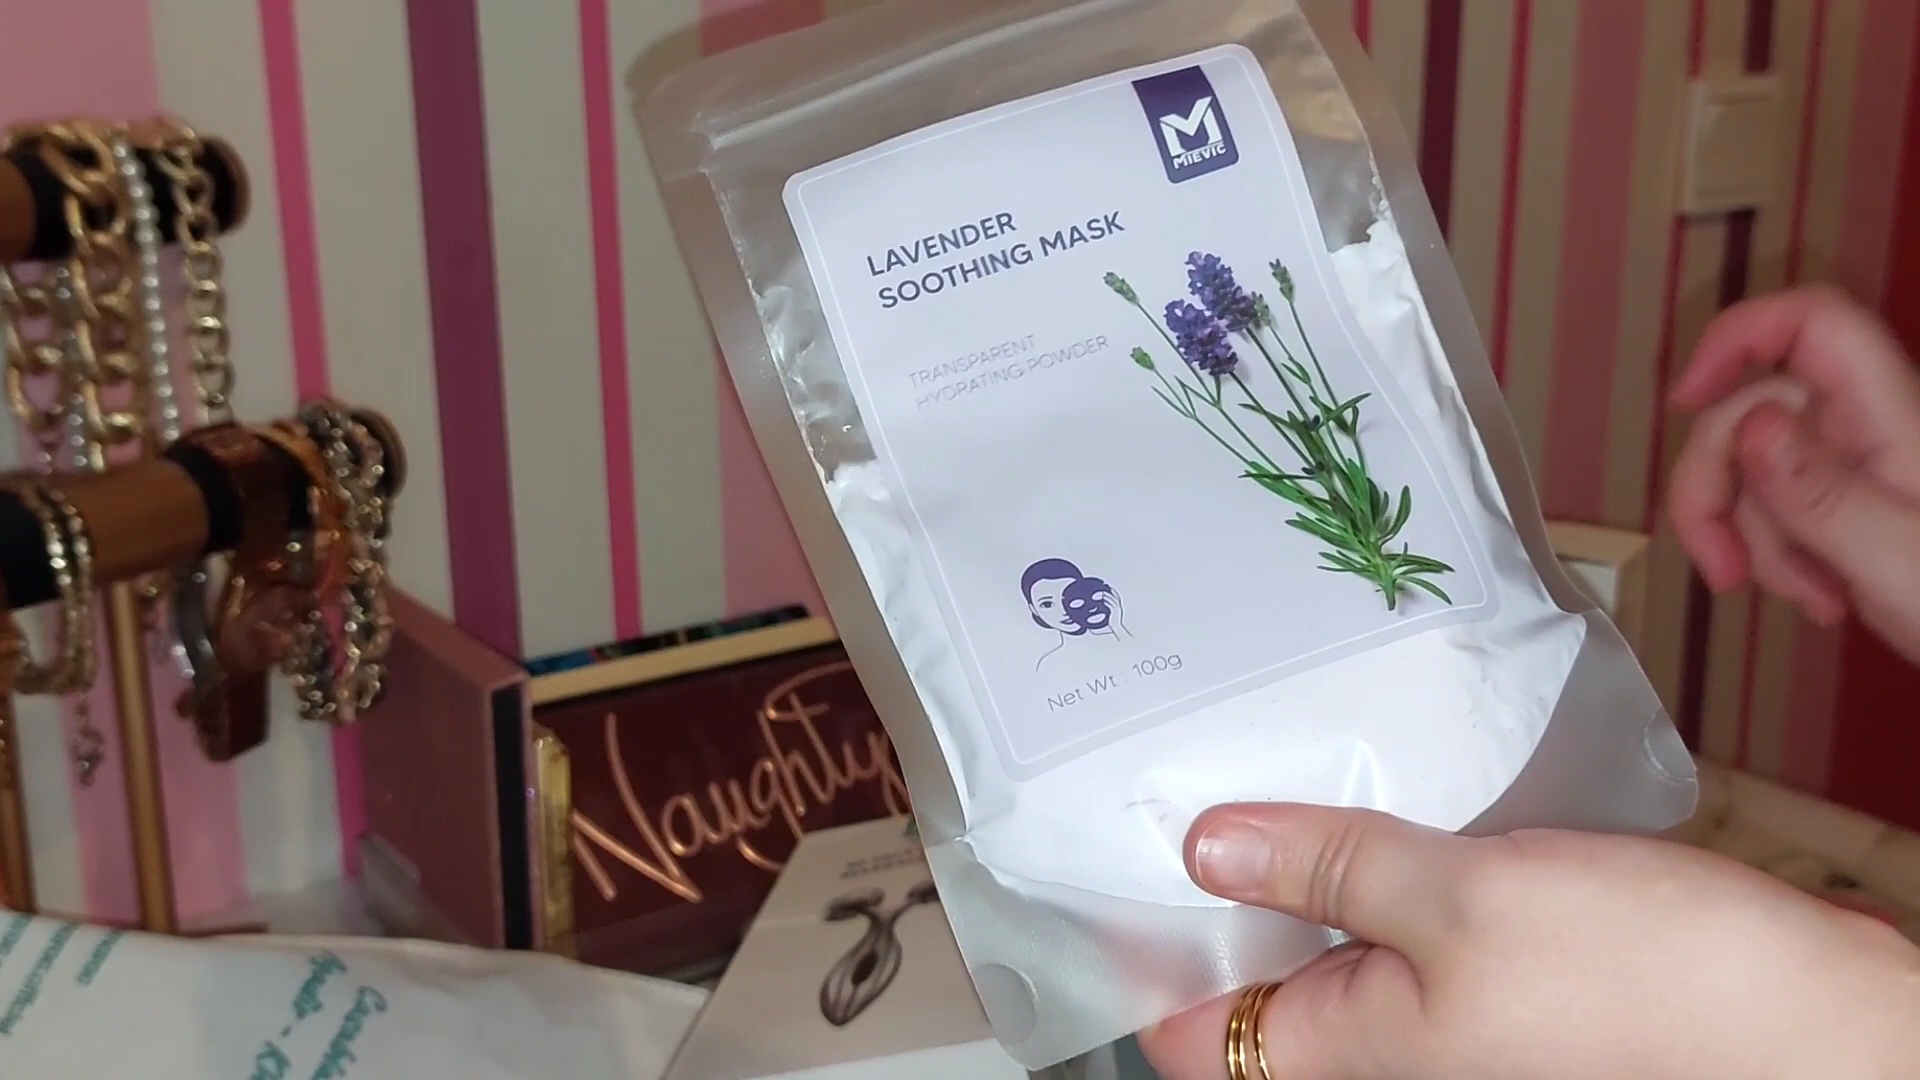 MIEVIC
LAVENDER
SOOTHING MASK
TRANSPARENT
HYDRATING POWDER
Net Wt : 100g
Naughty